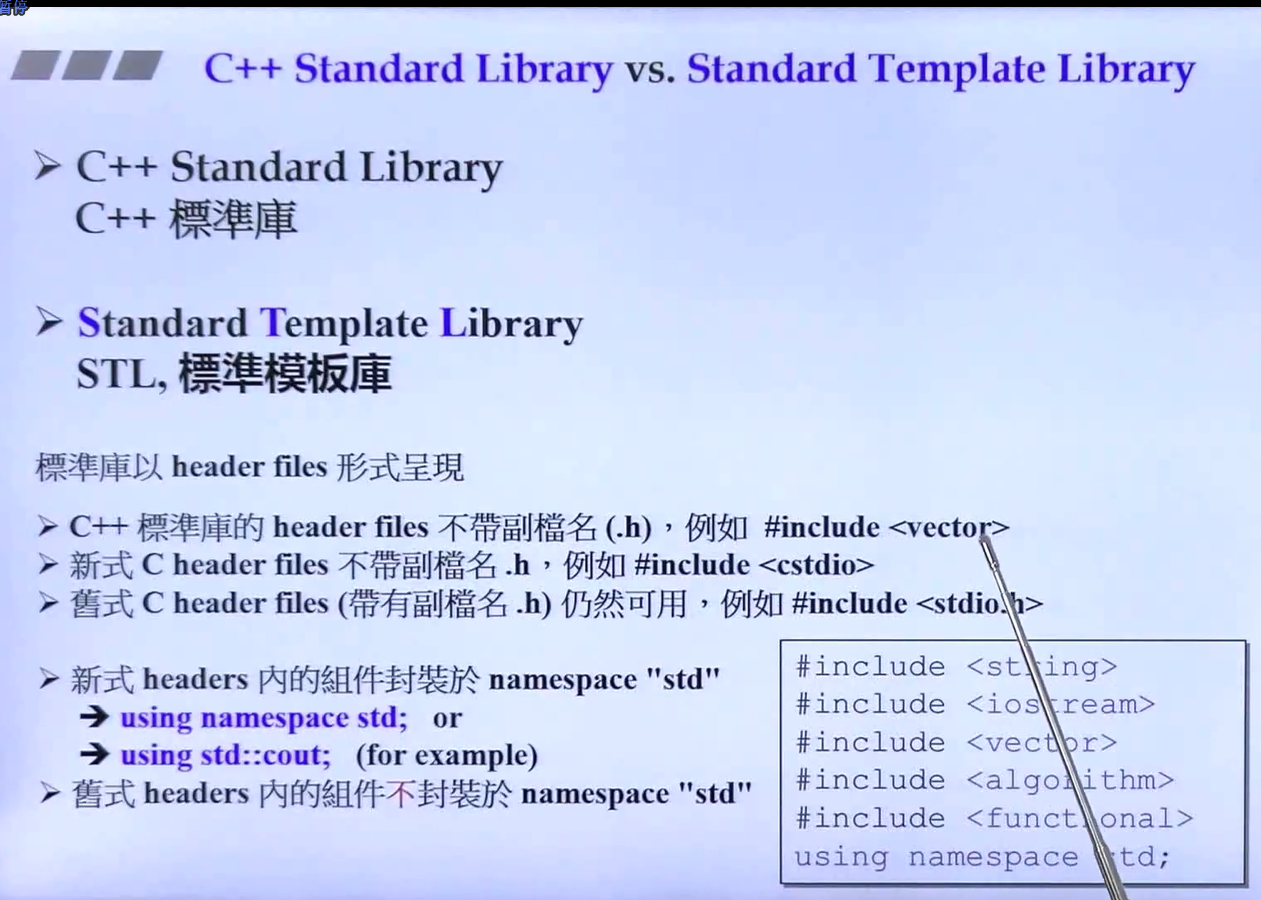 暫停
C++ Standard Library vs. Standard Template Library
➢ C++ Standard Library
C++ 標準庫
➢ Standard Template Library
STL, 標準模板庫
標準庫以 header files 形式呈現
➢ C++ 標準庫的 header files 不帶副檔名 (.h)，例如 #include <vector>
➢ 新式 C header files 不帶副檔名 .h，例如 #include <cstdio>
➢ 舊式 C header files (帶有副檔名 .h) 仍然可用，例如 #include <stdio.h>
➢ 新式 headers 內的組件封裝於 namespace "std"
➔ using namespace std; or
➔ using std::cout; (for example)
➢ 舊式 headers 內的組件不封裝於 namespace "std"
#include <string>
#include <iostream>
#include <vector>
#include <algorithm>
#include <functional>
using namespace std;